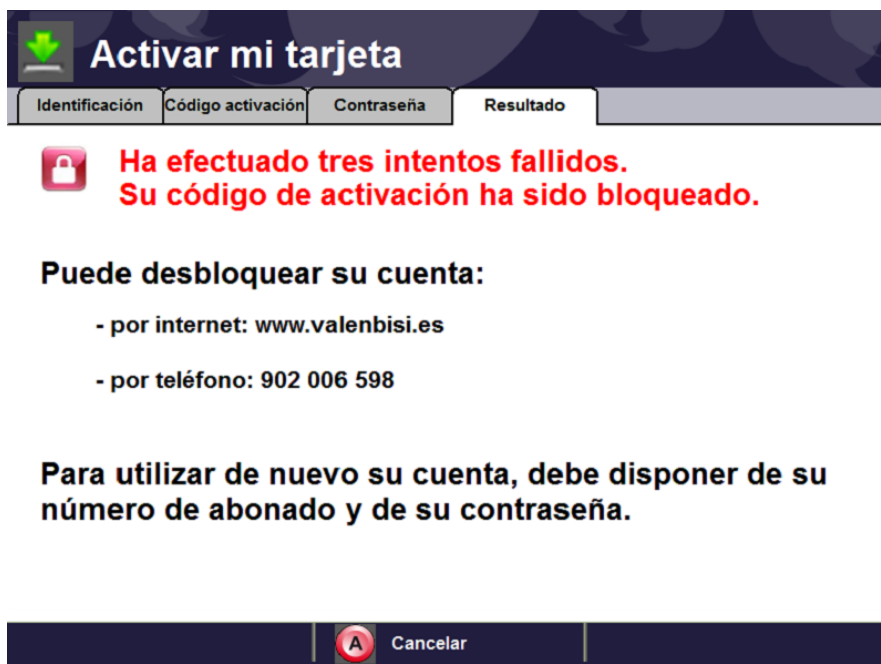 Activar mi tarjeta
Identificación Código activación Contraseña Resultado
Ha efectuado tres intentos fallidos.
Su código de activación ha sido bloqueado.
Puede desbloquear su cuenta:
- por internet: www.valenbisi.es
- por teléfono: 902 006 598
Para utilizar de nuevo su cuenta, debe disponer de su
número de abonado y de su contraseña.
A Cancelar